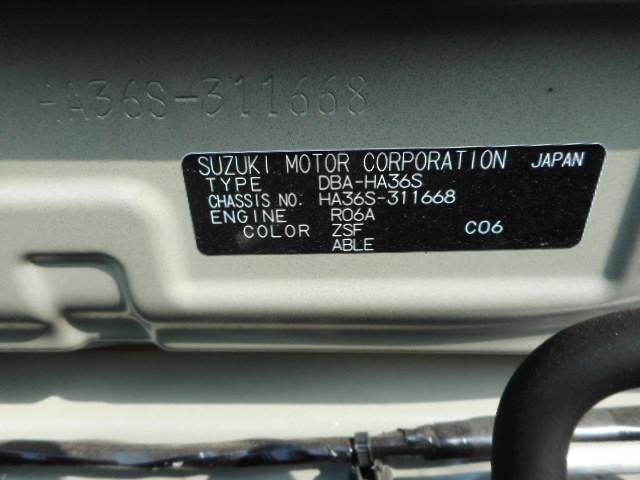 HA36S-311668
SUZUKI MOTOR CORPORATION JAPAN
TYPE DBA-HA36S
CHASSIS NO. HA36S-311668
ENGINE R06A
COLOR ZSF C06
ABLE